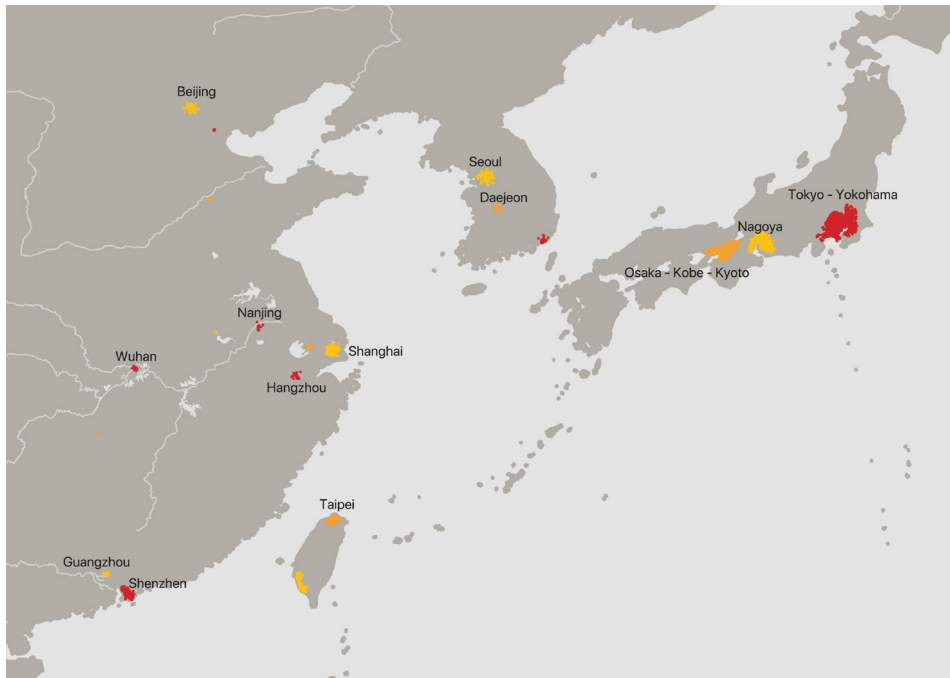 Beijing
Seoul
Daejeon
Tokyo - Yokohama
Nagoya
Osaka - Kobe - Kyoto
Nanjing
Shanghai
Wuhan
Hangzhou
Taipei
Guangzhou
Shenzhen